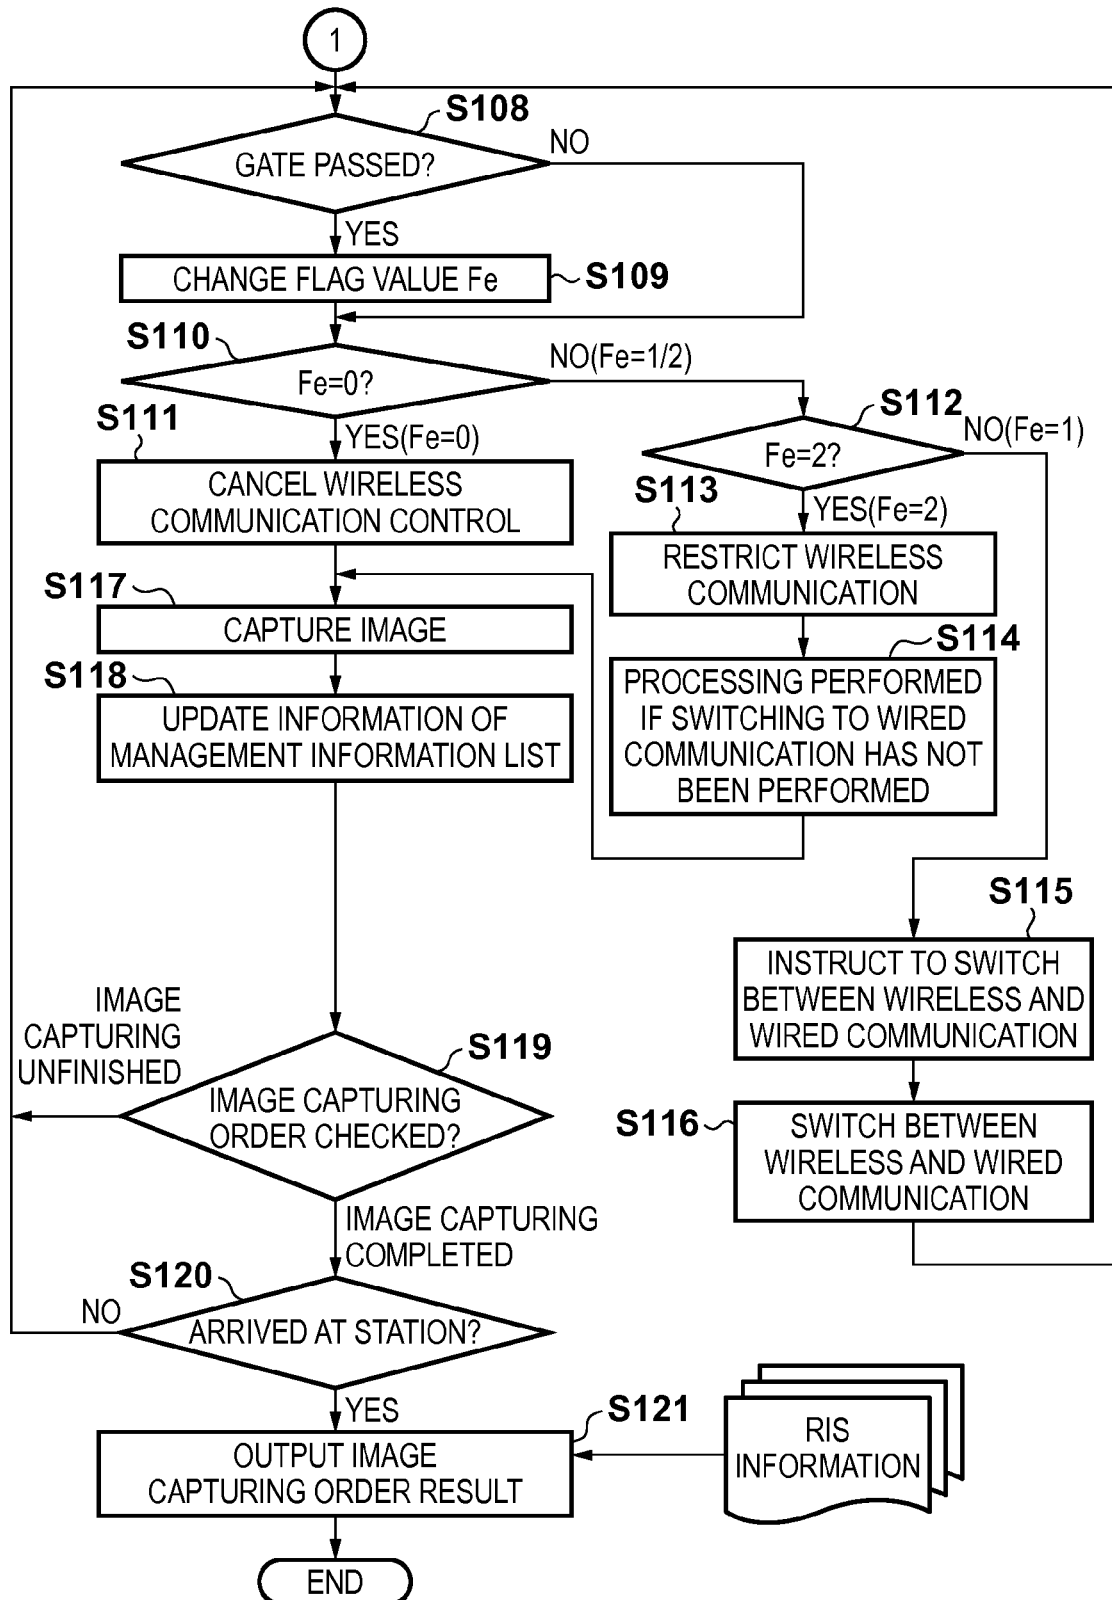 1
S108
GATE PASSED?
NO
YES
CHANGE FLAG VALUE Fe
S109
S110
Fe=0?
NO(Fe=1/2)
YES(Fe=0)
S111
CANCEL WIRELESS
COMMUNICATION CONTROL
S112
Fe=2?
NO(Fe=1)
YES(Fe=2)
S113
RESTRICT WIRELESS
COMMUNICATION
S114
PROCESSING PERFORMED
IF SWITCHING TO WIRED
COMMUNICATION HAS NOT
BEEN PERFORMED
S117
CAPTURE IMAGE
S118
UPDATE INFORMATION OF
MANAGEMENT INFORMATION LIST
S115
INSTRUCT TO SWITCH
BETWEEN WIRELESS AND
WIRED COMMUNICATION
S116
SWITCH BETWEEN
WIRELESS AND WIRED
COMMUNICATION
IMAGE
CAPTURING
UNFINISHED
S119
IMAGE CAPTURING
ORDER CHECKED?
IMAGE CAPTURING
COMPLETED
S120
NO
ARRIVED AT STATION?
YES
S121
OUTPUT IMAGE
CAPTURING ORDER RESULT
RIS
INFORMATION
END